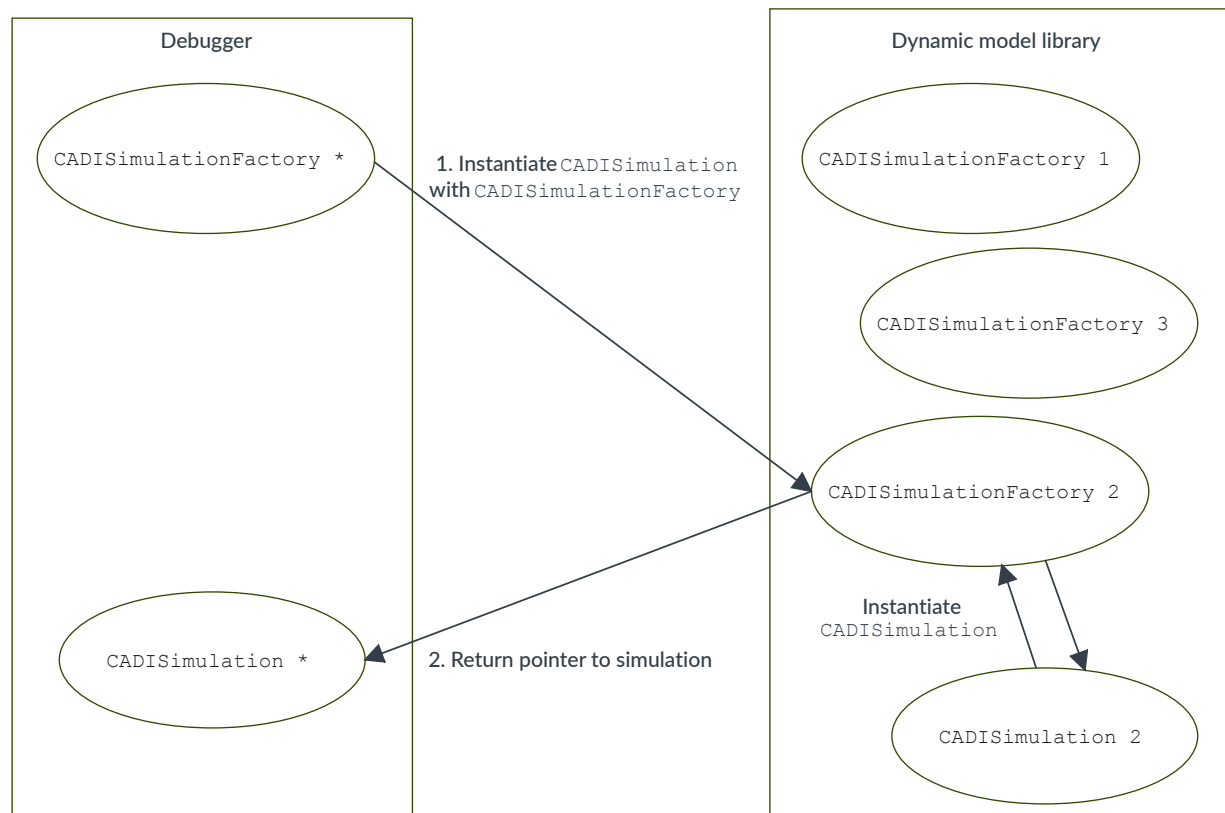 Debugger
Dynamic model library
CADISimulationFactory *
1. Instantiate CADISimulation
with CADISimulationFactory
CADISimulationFactory 1
CADISimulationFactory 3
CADISimulationFactory 2
Instantiate
CADISimulation
CADISimulation *
2. Return pointer to simulation
CADISimulation 2